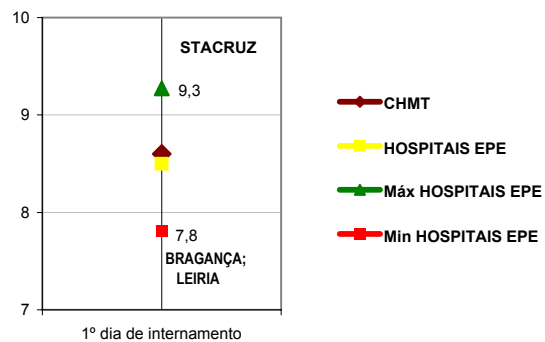 10
STACRUZ
9,3
9
8
7,8
BRAGANÇA;
LEIRIA
7
1º dia de internamento
CHMT
HOSPITAIS EPE
Máx HOSPITAIS EPE
Min HOSPITAIS EPE